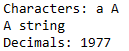 Characters: a A
A string
Decimals: 1977